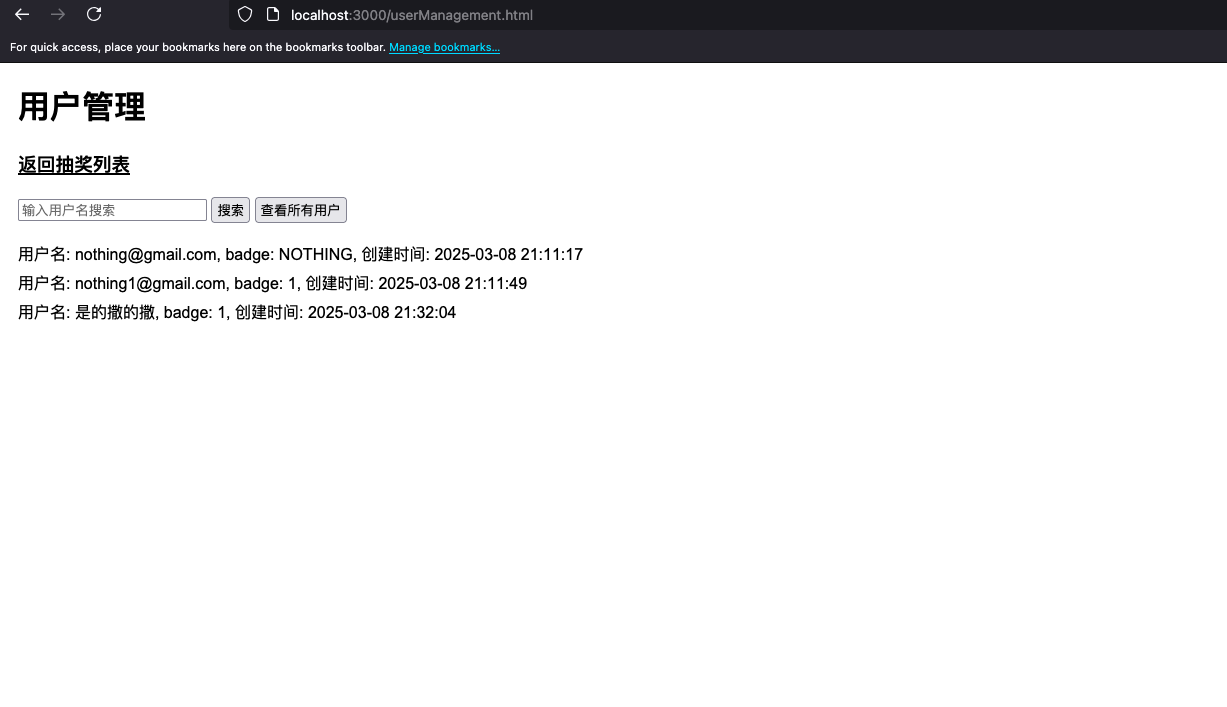 localhost:3000/userManagement.html
For quick access, place your bookmarks here on the bookmarks toolbar. Manage bookmarks...
用户管理
返回抽奖列表
输入用户名搜索 搜索 查看所有用户
用户名: nothing@gmail.com, badge: NOTHING, 创建时间: 2025-03-08 21:11:17
用户名: nothing1@gmail.com, badge: 1, 创建时间: 2025-03-08 21:11:49
用户名: 是的撒的撒, badge: 1, 创建时间: 2025-03-08 21:32:04